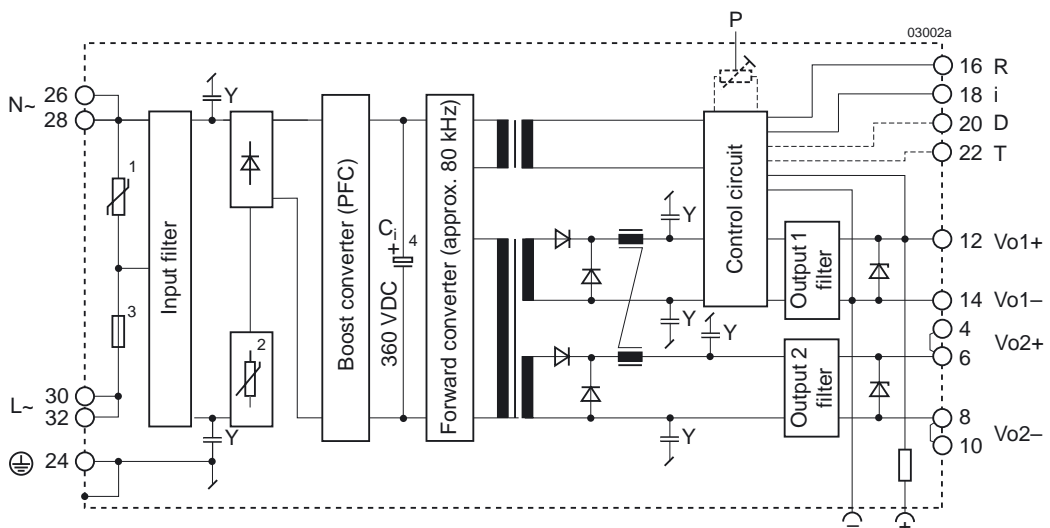 P
03002a
N~
26
28
Y
1
3
Input filter
2
Y
L~
30
32
24
Boost converter (PFC)
Ci
+
4
360 VDC
Forward converter (approx. 80 kHz)
Y
Y
Y
Y
Control circuit
Output 1
filter
Output 2
filter
16 R
18 i
20 D
22 T
12 Vo1+
14 Vo1–
4
Vo2+
6
8
Vo2–
10
–
+